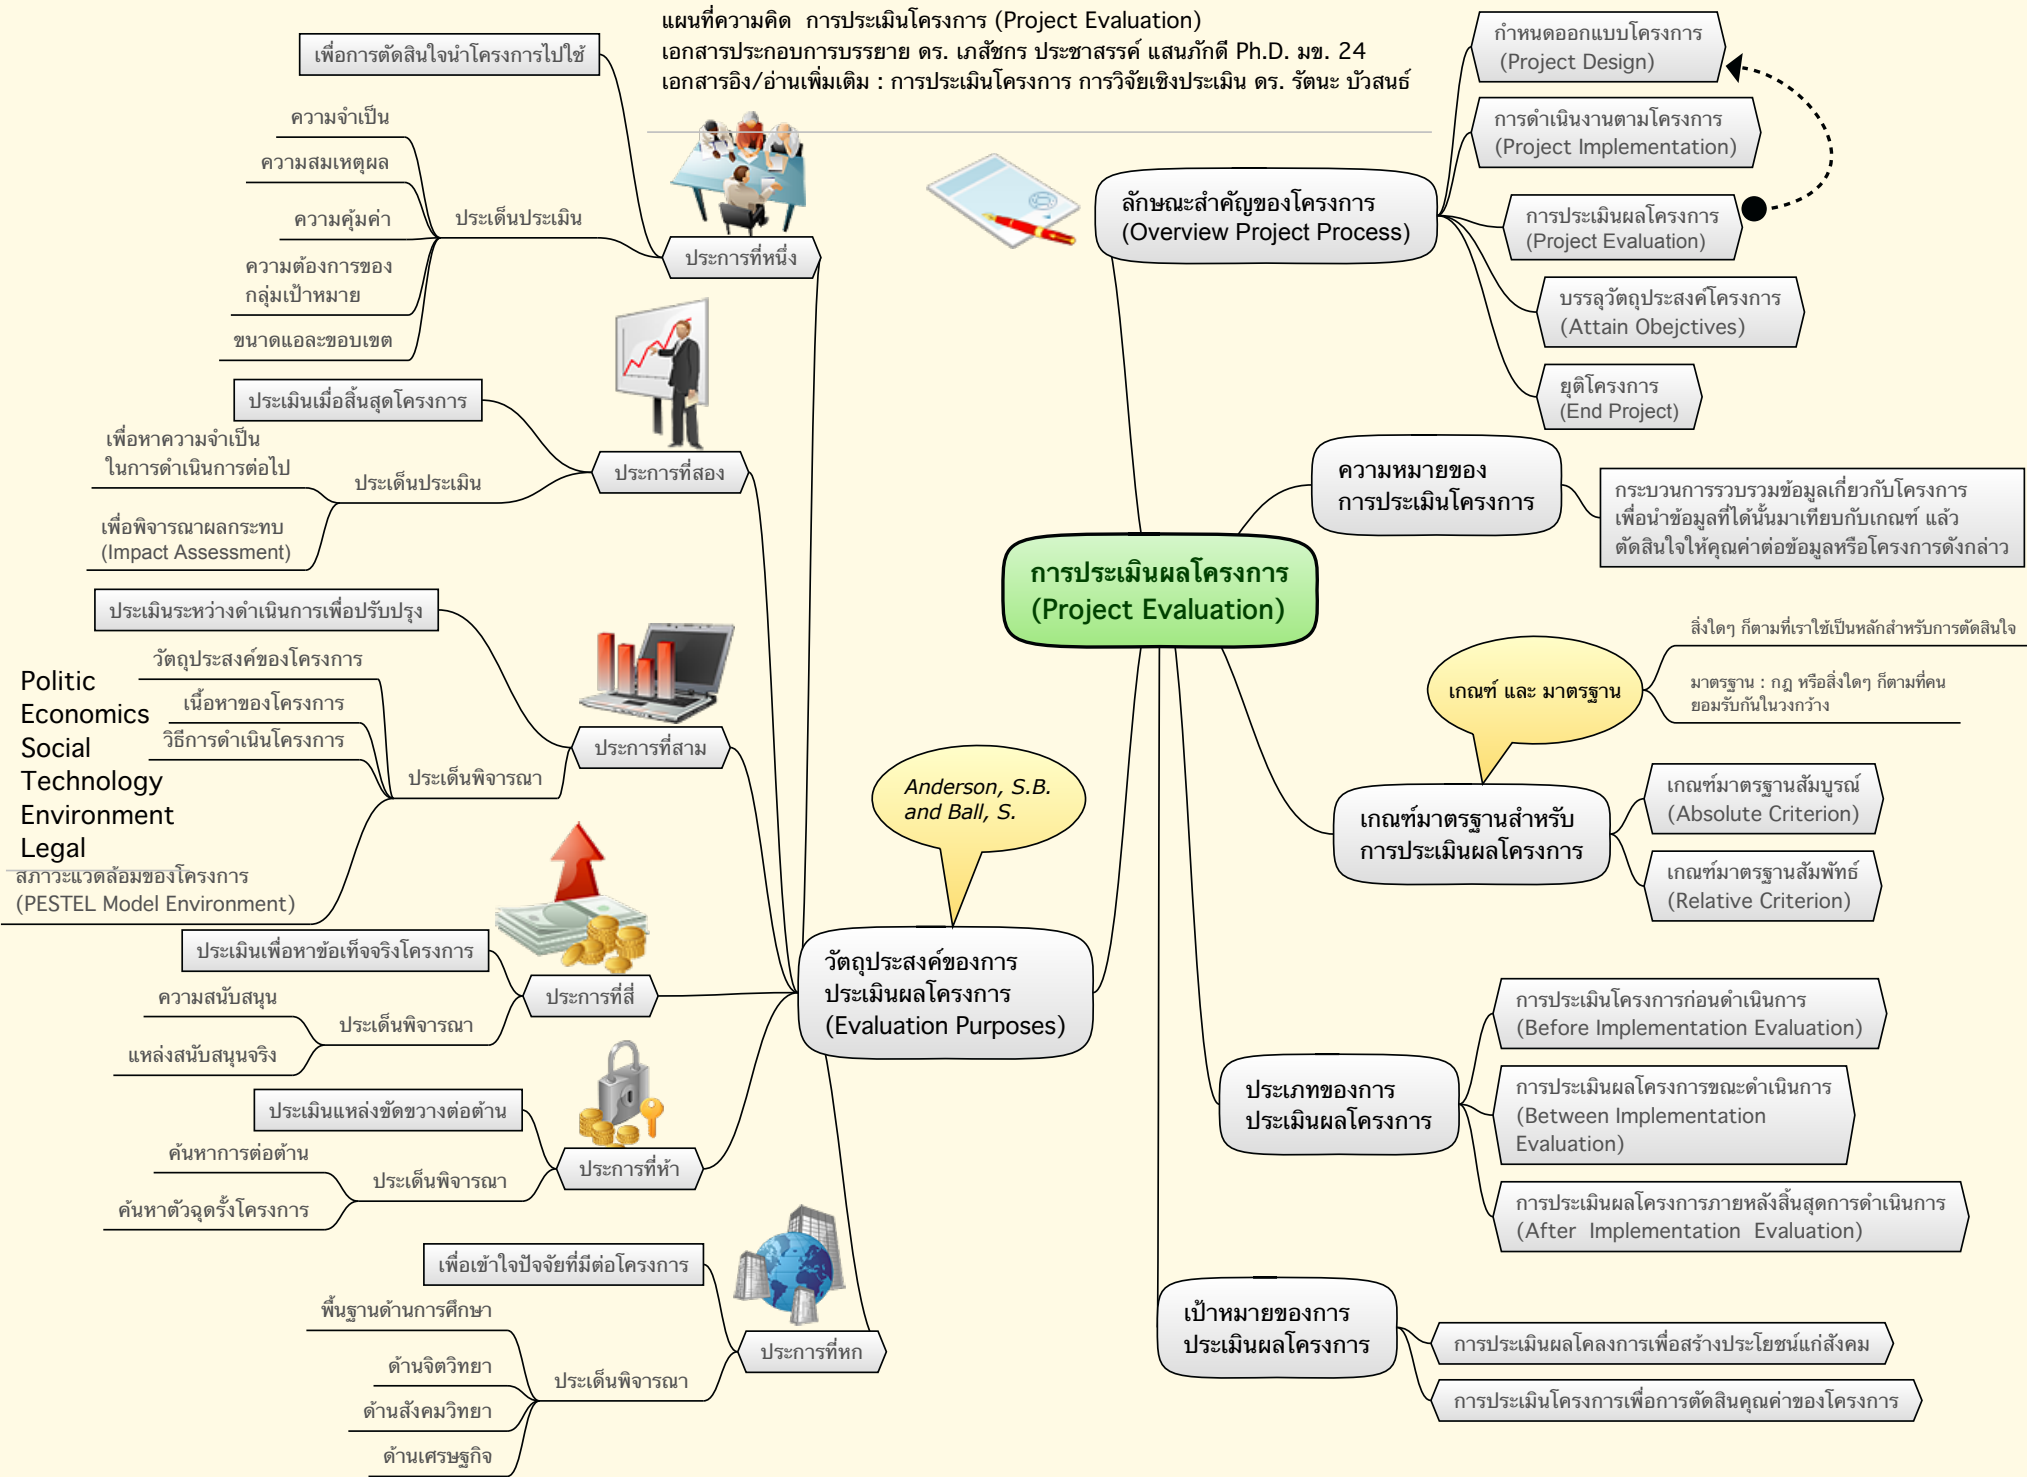 แผนที่ความคิด  การประเมินโครงการ (Project Evaluation)
เอกสารประกอบการบรรยาย ดร. เภสัชกร ประชาสรรค์ แสนภักดี Ph.D. มข. 24
เอกสารอิง/อ่านเพิ่มเติม : การประเมินโครงการ การวิจัยเชิงประเมิน ดร. รัตนะ บัวสนธ์
การประเมินผลโครงการ
(Project Evaluation)
ลักษณะสำคัญของโครงการ
(Overview Project Process)
กำหนดออกแบบโครงการ
(Project Design)
การดำเนินงานตามโครงการ
(Project Implementation)
การประเมินผลโครงการ
(Project Evaluation)
บรรลุวัตถุประสงค์โครงการ
(Attain Obejctives)
ยุติโครงการ
(End Project)
ความหมายของ
การประเมินโครงการ
กระบวนการรวบรวมข้อมูลเกี่ยวกับโครงการ
เพื่อนำข้อมูลที่ได้นั้นมาเทียบกับเกณฑ์ แล้ว
ตัดสินใจให้คุณค่าต่อข้อมูลหรือโครงการดังกล่าว
เกณฑ์ และ มาตรฐาน
สิ่งใดๆ ก็ตามที่เราใช้เป็นหลักสำหรับการตัดสินใจ
มาตรฐาน : กฎ หรือสิ่งใดๆ ก็ตามที่คน
ยอมรับกันในวงกว้าง
เกณฑ์มาตรฐานสำหรับ
การประเมินผลโครงการ
เกณฑ์มาตรฐานสัมบูรณ์
(Absolute Criterion)
เกณฑ์มาตรฐานสัมพัทธ์
(Relative Criterion)
ประเภทของการ
ประเมินผลโครงการ
การประเมินโครงการก่อนดำเนินการ
(Before Implementation Evaluation)
การประเมินผลโครงการขณะดำเนินการ
(Between Implementation
Evaluation)
การประเมินผลโครงการภายหลังสิ้นสุดการดำเนินการ
(After  Implementation  Evaluation)
เป้าหมายของการ
ประเมินผลโครงการ
การประเมินผลโคลงการเพื่อสร้างประโยชน์แก่สังคม
การประเมินโครงการเพื่อการตัดสินคุณค่าของโครงการ
Anderson, S.B.
and Ball, S.
วัตถุประสงค์ของการ
ประเมินผลโครงการ
(Evaluation Purposes)
ประการที่หนึ่ง
เพื่อการตัดสินใจนำโครงการไปใช้
ประเด็นประเมิน
ความจำเป็น
ความสมเหตุผล
ความคุ้มค่า
ความต้องการของ
กลุ่มเป้าหมาย
ขนาดแอละขอบเขต
ประการที่สอง
ประเมินเมื่อสิ้นสุดโครงการ
ประเด็นประเมิน
เพื่อหาความจำเป็น
ในการดำเนินการต่อไป
เพื่อพิจารณาผลกระทบ
(Impact Assessment)
ประการที่สาม
ประเมินระหว่างดำเนินการเพื่อปรับปรุง
ประเด็นพิจารณา
วัตถุประสงค์ของโครงการ
เนื้อหาของโครงการ
วิธีการดำเนินโครงการ
Politic
Economics
Social
Technology
Environment
Legal
สภาวะแวดล้อมของโครงการ
(PESTEL Model Environment)
ประการที่สี่
ประเมินเพื่อหาข้อเท็จจริงโครงการ
ประเด็นพิจารณา
ความสนับสนุน
แหล่งสนับสนุนจริง
ประการที่ห้า
ประเมินแหล่งขัดขวางต่อต้าน
ประเด็นพิจารณา
ค้นหาการต่อต้าน
ค้นหาตัวฉุดรั้งโครงการ
ประการที่หก
เพื่อเข้าใจปัจจัยที่มีต่อโครงการ
ประเด็นพิจารณา
พื้นฐานด้านการศึกษา
ด้านจิตวิทยา
ด้านสังคมวิทยา
ด้านเศรษฐกิจ